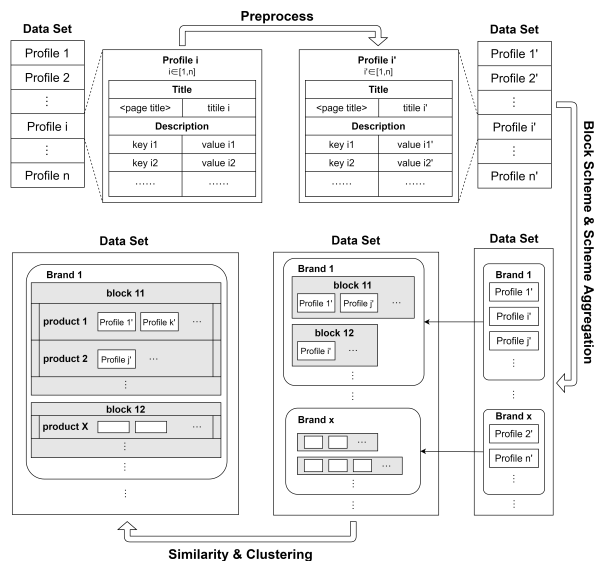 Preprocess
Data Set
Profile 1
Profile 2
⋮
Profile i
⋮
Profile n
Profile i
i∈[1,n]
Title
<page title> titile i
Description
key i1 value i1
key i2 value i2
…… ……
Profile i'
i'∈[1,n]
Title
<page title> titile i'
Description
key i1 value i1'
key i2 value i2'
…… ……
Data Set
Profile 1'
Profile 2'
⋮
Profile i'
⋮
Profile n'
Block Scheme & Scheme Aggregation
Data Set
Brand 1
block 11
product 1 Profile 1' Profile k' …
product 2 Profile j' …
⋮
block 12
product X …
⋮
⋮
⋮
Data Set
Brand 1
block 11
Profile 1' Profile j' …
block 12
Profile i' …
⋮
⋮
Brand x
…
…
⋮
⋮
Data Set
Brand 1
Profile 1'
Profile i'
Profile j'
⋮
⋮
Brand x
Profile 2'
Profile n'
⋮
⋮
Similarity & Clustering